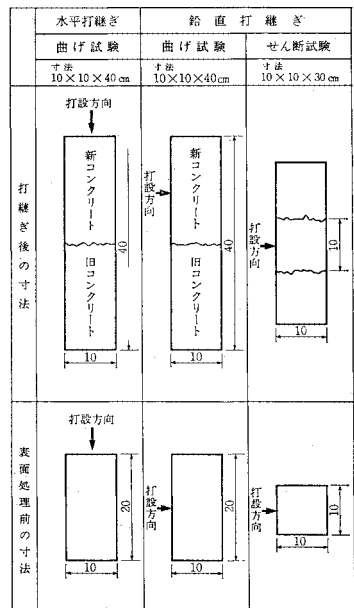 水平打継ぎ
鉛直打継ぎ
曲げ試験
曲げ試験
せん断試験
寸法
10×10×40cm
寸法
10×10×40cm
寸法
10×10×30cm
打継ぎ後の寸法
打設方向
新コンクリート
旧コンクリート
40
10
打設方向
新コンクリート
旧コンクリート
40
10
打設方向
10
10
表面処理前の寸法
打設方向
20
10
打設方向
20
10
打設方向
10
10